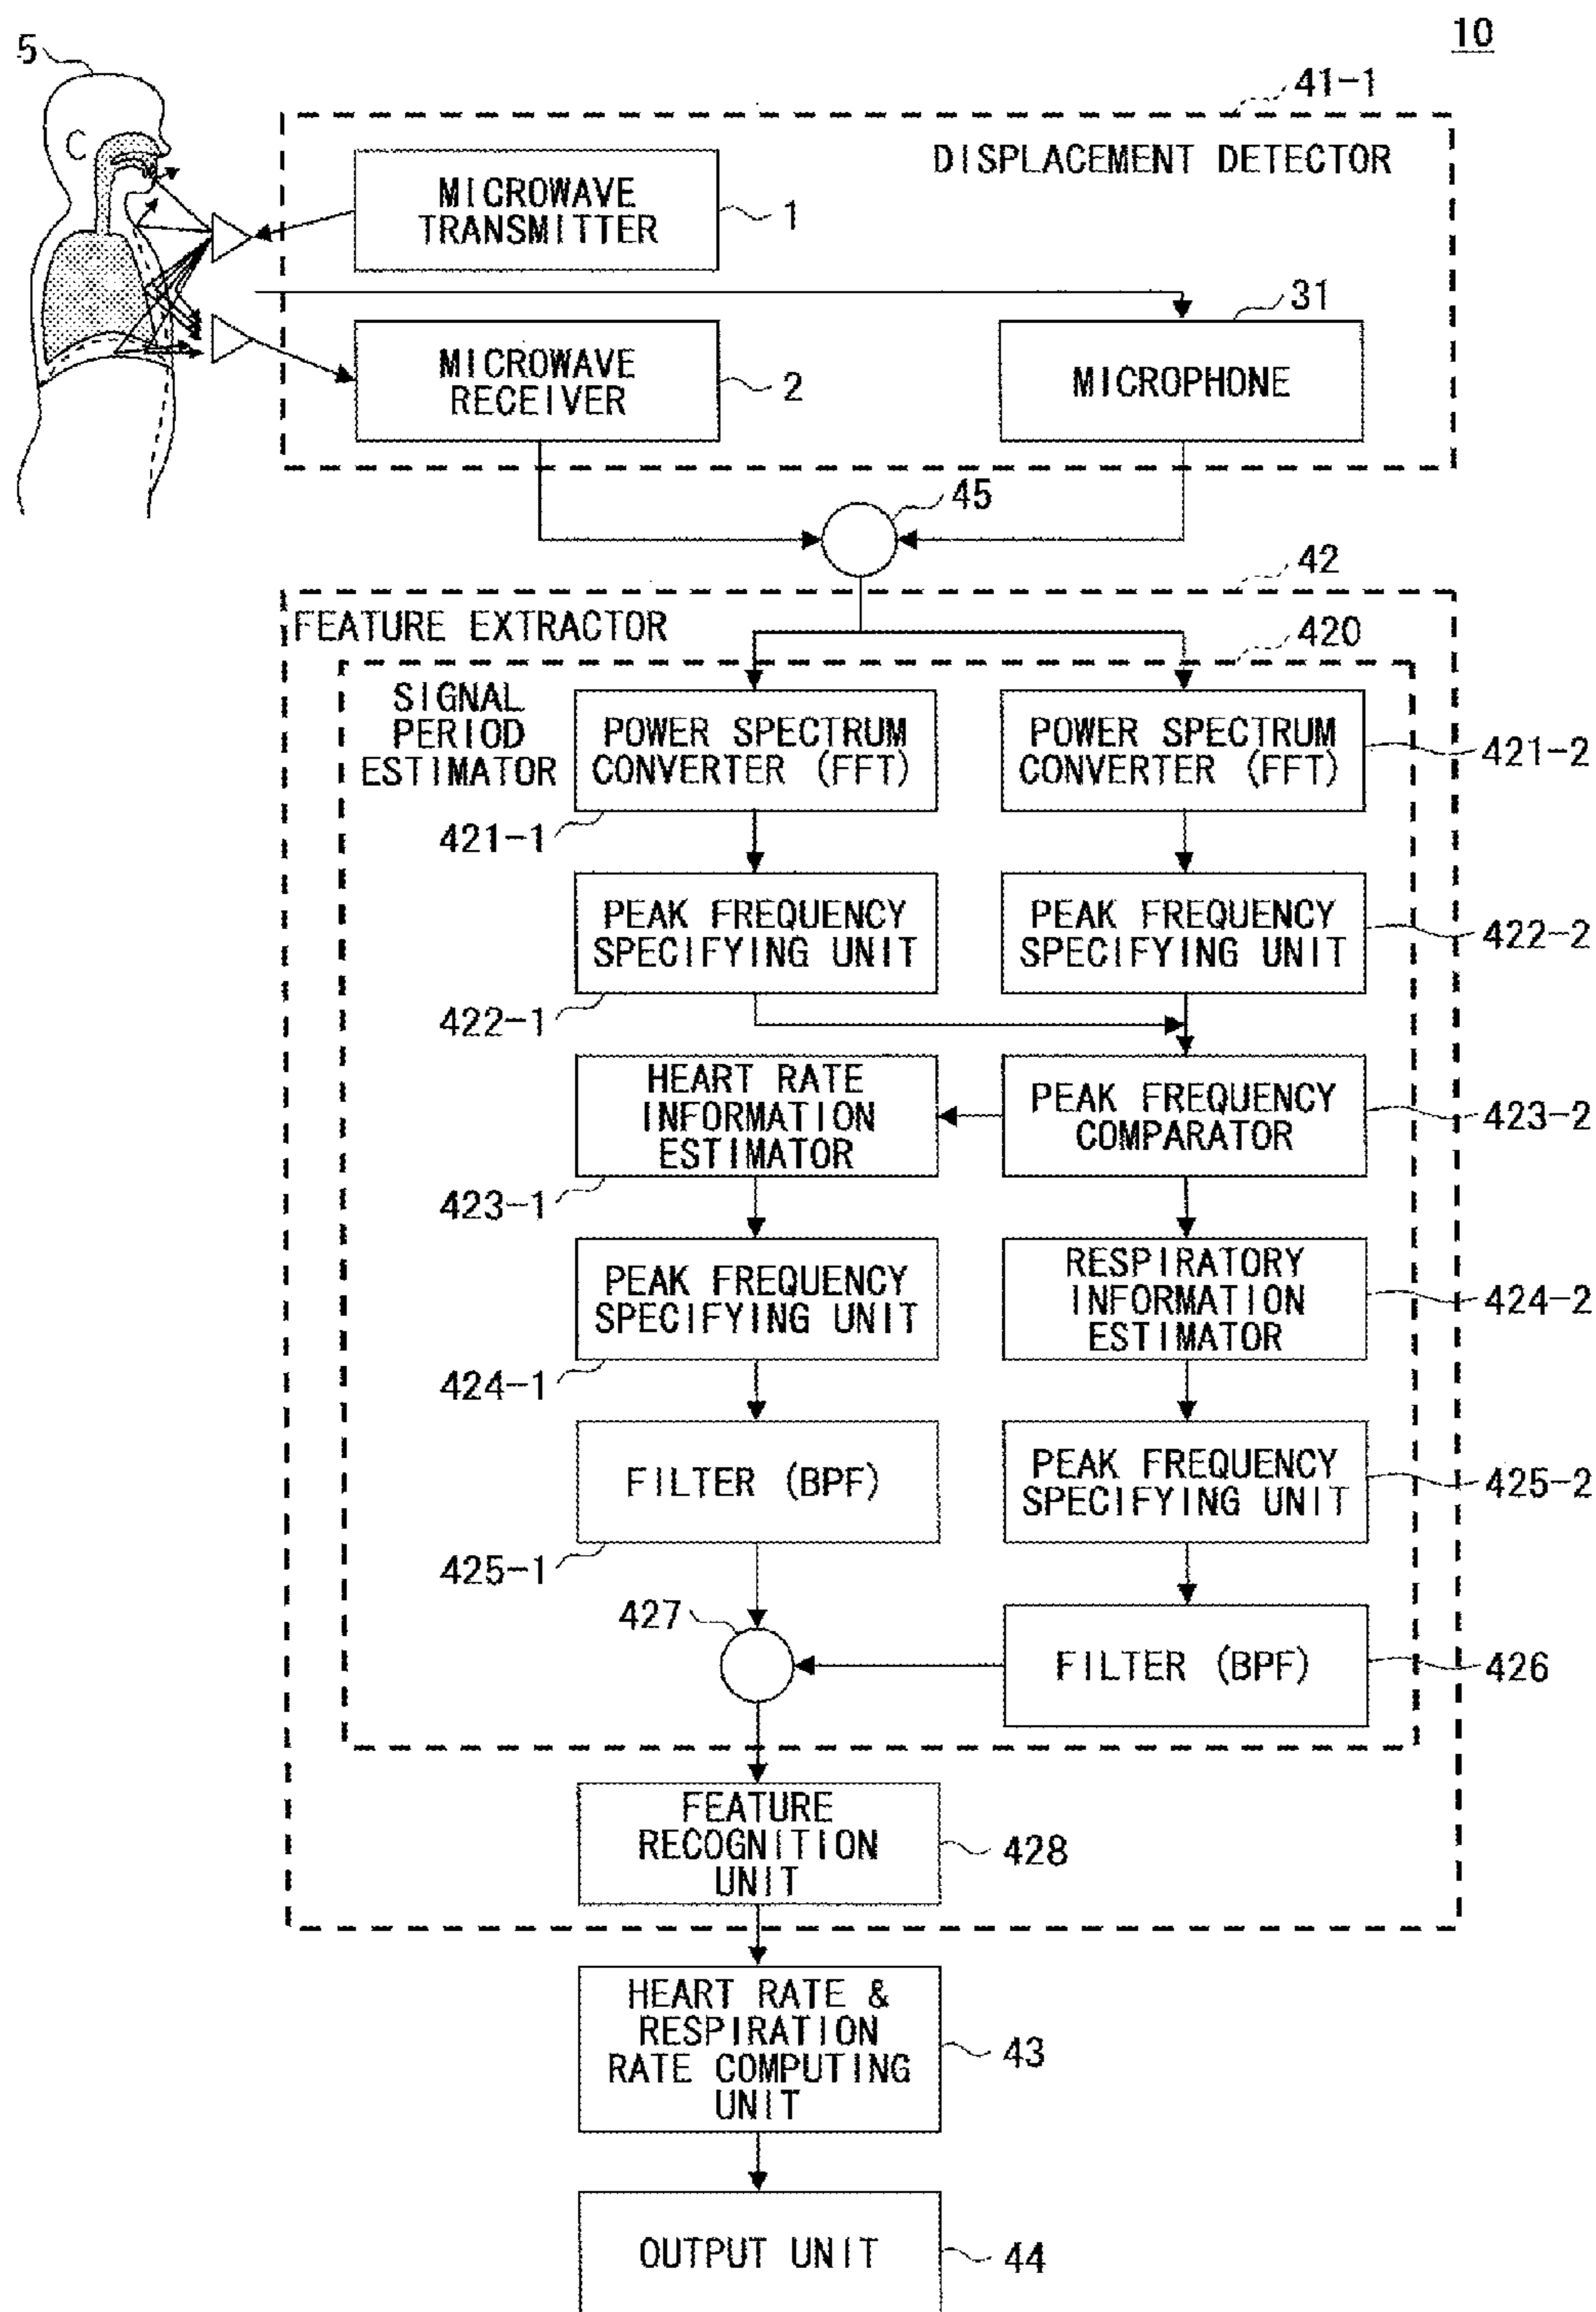 10
5
41-1
DISPLACEMENT DETECTOR
MICROWAVE
TRANSMITTER
1
31
MICROWAVE
RECEIVER
2
MICROPHONE
45
42
FEATURE EXTRACTOR
420
SIGNAL
PERIOD
ESTIMATOR
POWER SPECTRUM
CONVERTER (FFT)
421-1
POWER SPECTRUM
CONVERTER (FFT)
421-2
PEAK FREQUENCY
SPECIFYING UNIT
422-1
PEAK FREQUENCY
SPECIFYING UNIT
422-2
HEART RATE
INFORMATION
ESTIMATOR
423-1
PEAK FREQUENCY
COMPARATOR
423-2
PEAK FREQUENCY
SPECIFYING UNIT
424-1
RESPIRATORY
INFORMATION
ESTIMATOR
424-2
FILTER (BPF)
425-1
PEAK FREQUENCY
SPECIFYING UNIT
425-2
427
FILTER (BPF)
426
FEATURE
RECOGNITION
UNIT
428
HEART RATE &
RESPIRATION
RATE COMPUTING
UNIT
43
OUTPUT UNIT
44